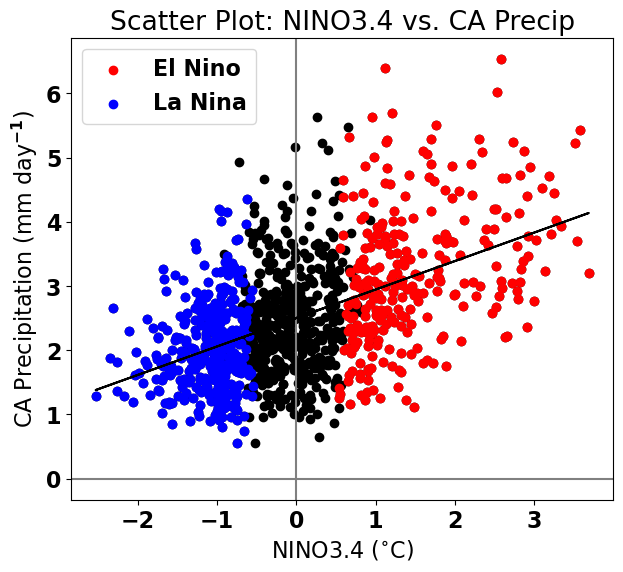 Scatter Plot: NINO3.4 vs. CA Precip
El Nino
La Nina
CA Precipitation (mm day⁻¹)
6
5
4
3
2
1
0
−2 −1 0 1 2 3
NINO3.4 (°C)